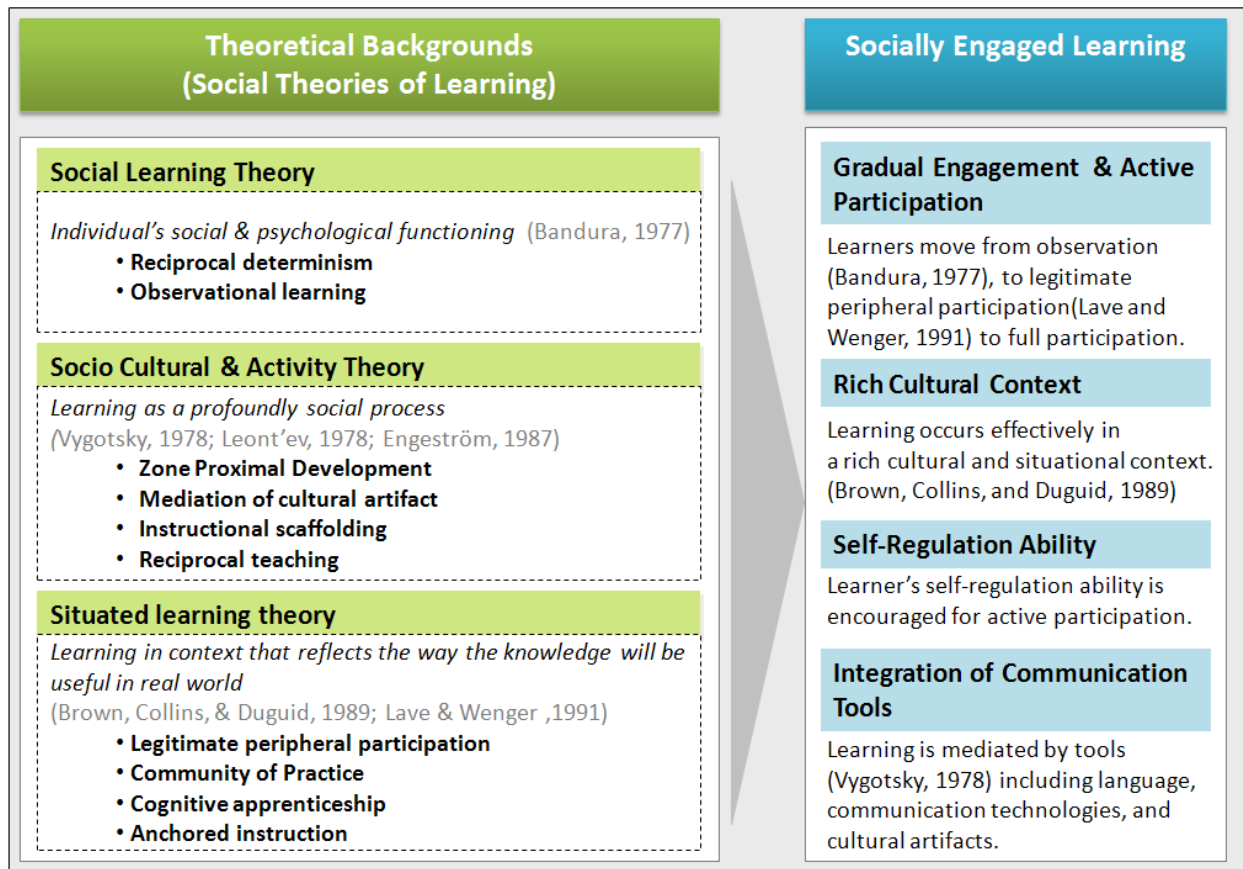 Theoretical Backgrounds
(Social Theories of Learning)
Social Learning Theory
Individual's social & psychological functioning (Bandura, 1977)
• Reciprocal determinism
• Observational learning
Socio Cultural & Activity Theory
Learning as a profoundly social process
(Vygotsky, 1978; Leont'ev, 1978; Engeström, 1987)
• Zone Proximal Development
• Mediation of cultural artifact
• Instructional scaffolding
• Reciprocal teaching
Situated learning theory
Learning in context that reflects the way the knowledge will be
useful in real world
(Brown, Collins, & Duguid, 1989; Lave & Wenger ,1991)
• Legitimate peripheral participation
• Community of Practice
• Cognitive apprenticeship
• Anchored instruction
Socially Engaged Learning
Gradual Engagement & Active
Participation
Learners move from observation
(Bandura, 1977), to legitimate
peripheral participation(Lave and
Wenger, 1991) to full participation.
Rich Cultural Context
Learning occurs effectively in
a rich cultural and situational context.
(Brown, Collins, and Duguid, 1989)
Self-Regulation Ability
Learner's self-regulation ability is
encouraged for active participation.
Integration of Communication
Tools
Learning is mediated by tools
(Vygotsky, 1978) including language,
communication technologies, and
cultural artifacts.